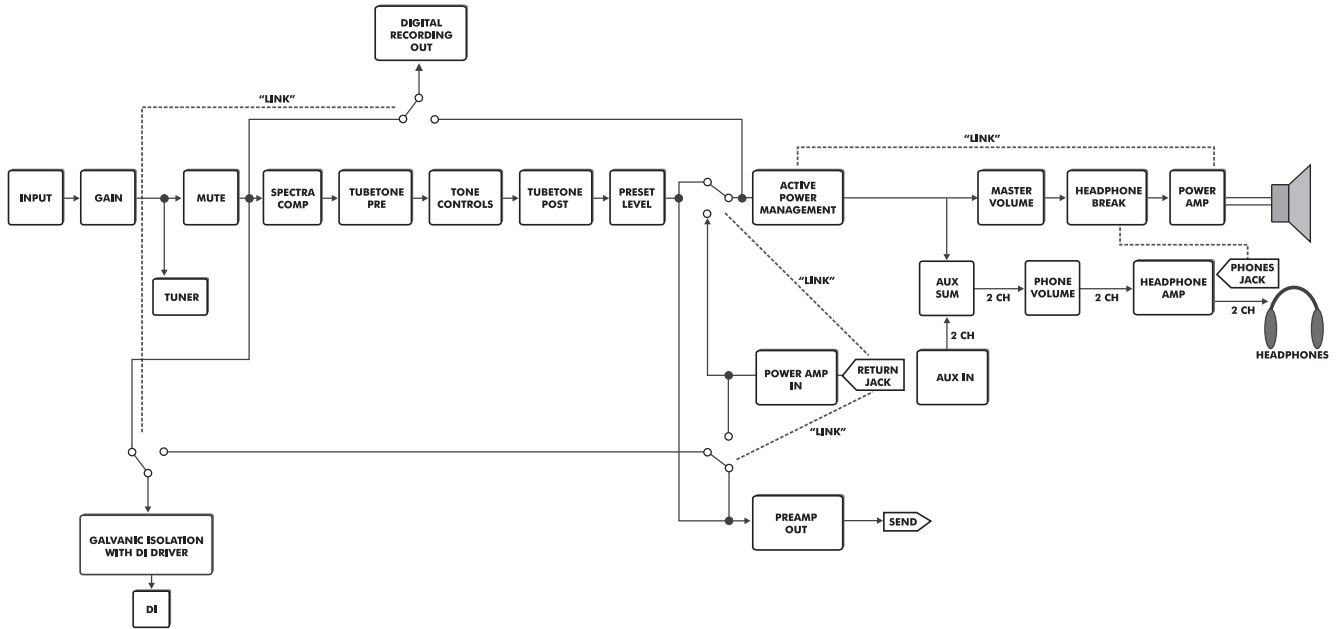 DIGITAL
RECORDING
OUT
“LINK”
“LINK”
INPUT
GAIN
MUTE
SPECTRA
COMP
TUBETONE
PRE
TONE
CONTROLS
TUBETONE
POST
PRESET
LEVEL
ACTIVE
POWER
MANAGEMENT
MASTER
VOLUME
HEADPHONE
BREAK
POWER
AMP
TUNER
“LINK”
AUX
SUM
2 CH
PHONE
VOLUME
2 CH
HEADPHONE
AMP
PHONES
JACK
2 CH
HEADPHONES
2 CH
POWER AMP
IN
RETURN
JACK
AUX IN
“LINK”
PREAMP
OUT
SEND
GALVANIC ISOLATION
WITH DI DRIVER
DI